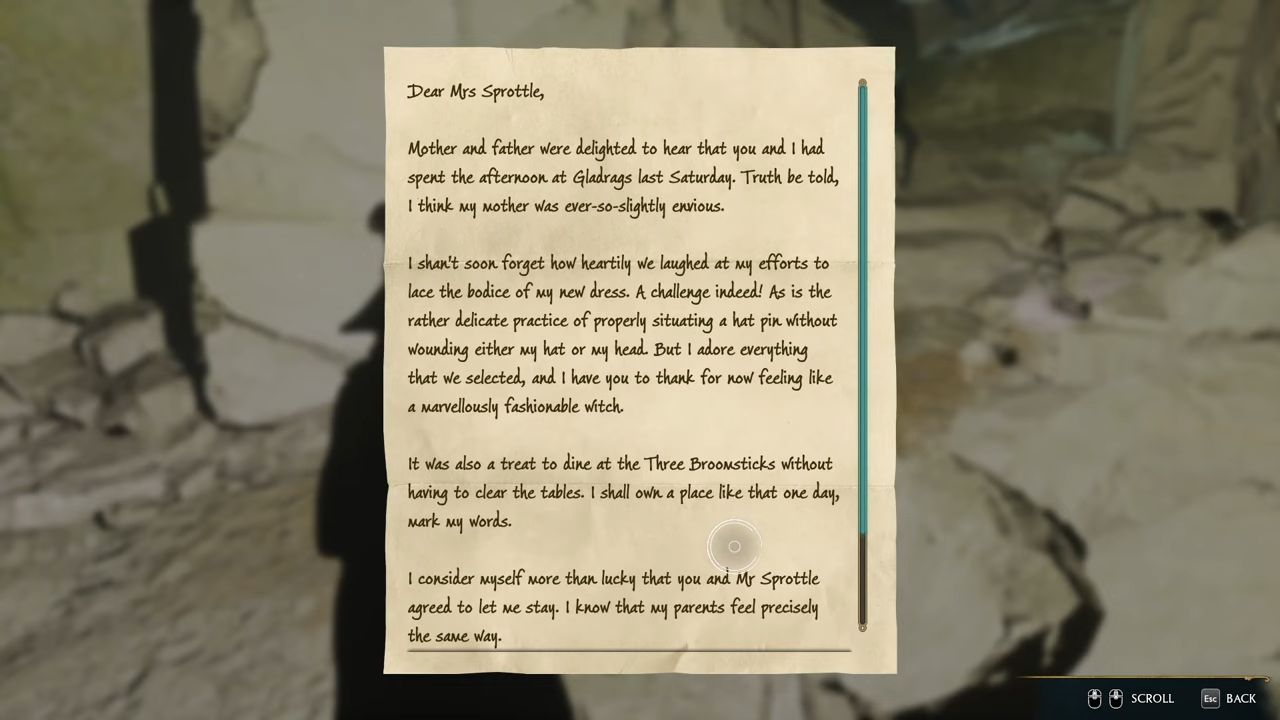 Dear Mrs Sprottle,
Mother and father were delighted to hear that you and I had
spent the afternoon at Gladrags last Saturday. Truth be told,
I think my mother was ever-so-slightly envious.
I shan't soon forget how heartily we laughed at my efforts to
lace the bodice of my new dress. A challenge indeed! As is the
rather delicate practice of properly situating a hat pin without
wounding either my hat or my head. But I adore everything
that we selected, and I have you to thank for now feeling like
a marvellously fashionable witch.
It was also a treat to dine at the Three Broomsticks without
having to clear the tables. I shall own a place like that one day,
mark my words.
I consider myself more than lucky that you and Mr Sprottle
agreed to let me stay. I know that my parents feel precisely
the same way.
SCROLL
Esc BACK